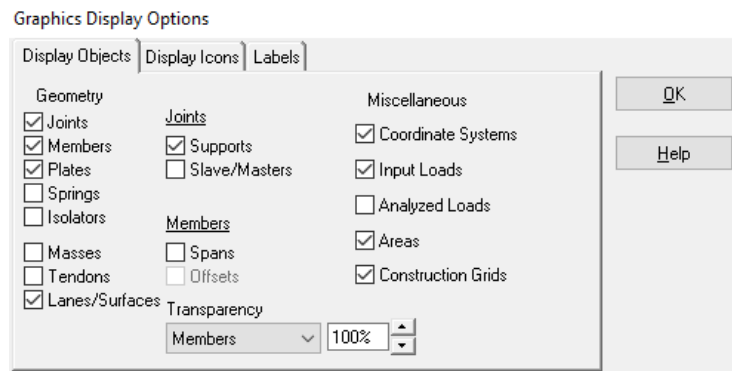 Graphics Display Options
Display Objects Display Icons Labels
Geometry
Joints
Members
Plates
Springs
Isolators
Masses
Tendons
Lanes/Surfaces
Joints
Supports
Slave/Masters
Members
Spans
Offsets
Transparency
Members 100%
Miscellaneous
Coordinate Systems
Input Loads
Analyzed Loads
Areas
Construction Grids
OK
Help